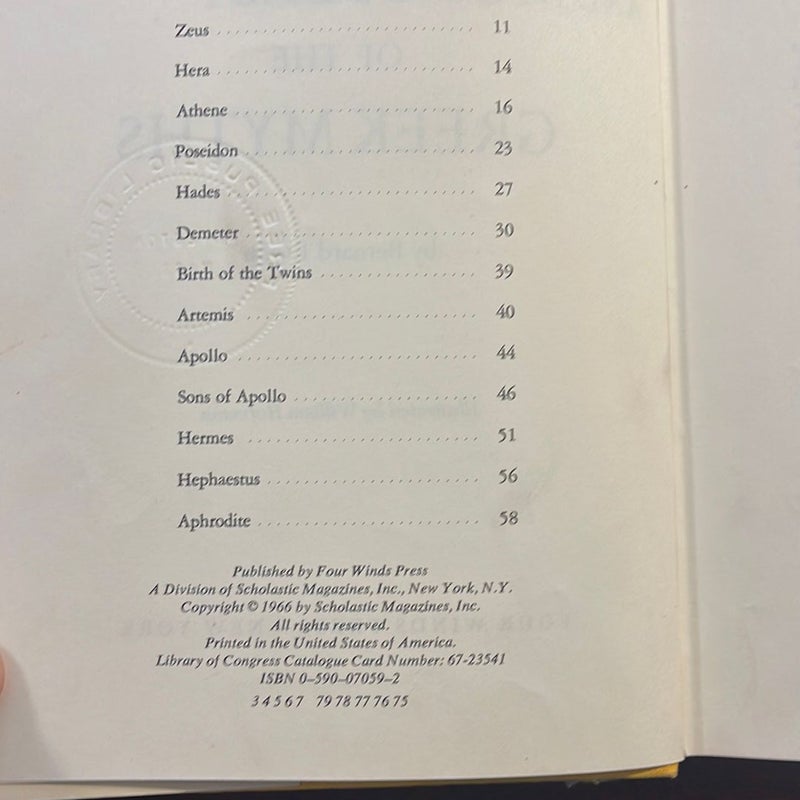 Zeus . . . . . . . . . . . . . . . . . . . . . . . . . . 11
Hera . . . . . . . . . . . . . . . . . . . . . . . . . . 14
Athene . . . . . . . . . . . . . . . . . . . . . . . . . 16
Poseidon . . . . . . . . . . . . . . . . . . . . . . . . 23
Hades . . . . . . . . . . . . . . . . . . . . . . . . . . 27
Demeter . . . . . . . . . . . . . . . . . . . . . . . . 30
Birth of the Twins . . . . . . . . . . . . . . . . . 39
Artemis . . . . . . . . . . . . . . . . . . . . . . . . 40
Apollo . . . . . . . . . . . . . . . . . . . . . . . . . 44
Sons of Apollo . . . . . . . . . . . . . . . . . . . 46
Hermes . . . . . . . . . . . . . . . . . . . . . . . . 51
Hephaestus . . . . . . . . . . . . . . . . . . . . . . 56
Aphrodite . . . . . . . . . . . . . . . . . . . . . . . 58
Published by Four Winds Press
A Division of Scholastic Magazines, Inc., New York, N.Y.
Copyright © 1966 by Scholastic Magazines, Inc.
All rights reserved.
Printed in the United States of America.
Library of Congress Catalogue Card Number: 67-23541
ISBN 0–590–07059–2
3 4 5 6 7 79 78 77 76 75